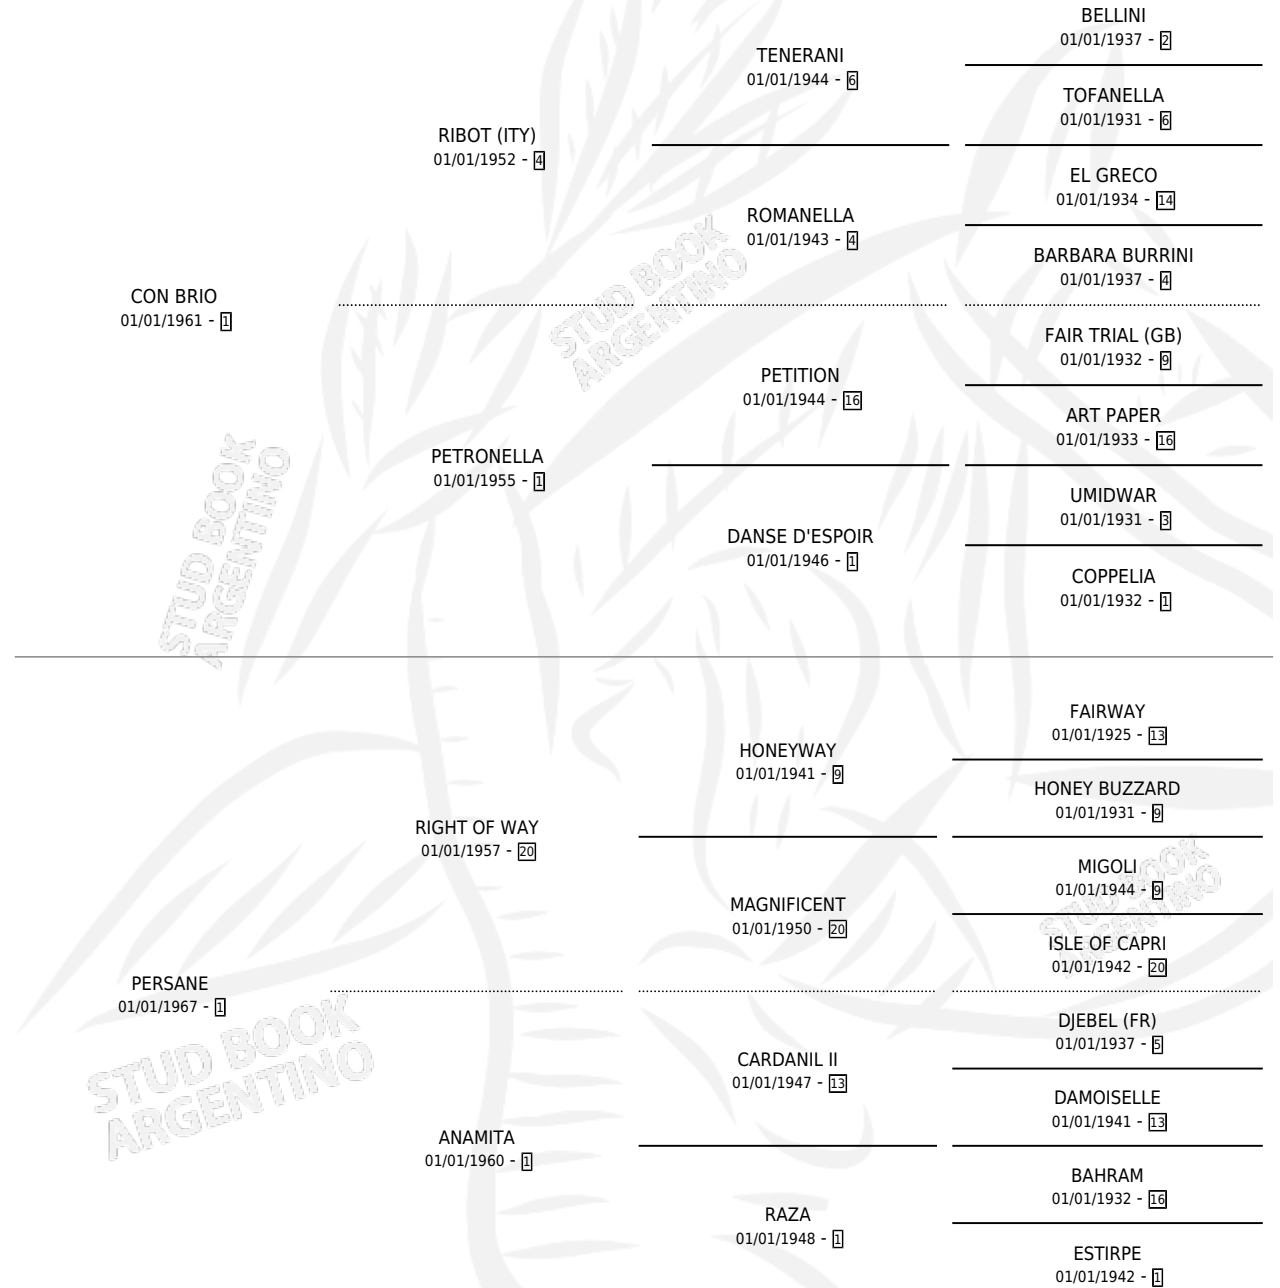 BELLINI
01/01/1937 - 2
TENERANI
01/01/1944 - 6
TOFANELLA
01/01/1931 - 6
RIBOT (ITY)
01/01/1952 - 4
EL GRECO
01/01/1934 - 14
ROMANELLA
01/01/1943 - 4
BARBARA BURRINI
01/01/1937 - 4
CON BRIO
01/01/1961 - 1
FAIR TRIAL (GB)
01/01/1932 - 9
PETITION
01/01/1944 - 16
ART PAPER
01/01/1933 - 16
PETRONELLA
01/01/1955 - 1
UMIDWAR
01/01/1931 - 3
DANSE D'ESPOIR
01/01/1946 - 1
COPPELIA
01/01/1932 - 1
FAIRWAY
01/01/1925 - 13
HONEYWAY
01/01/1941 - 9
HONEY BUZZARD
01/01/1931 - 9
RIGHT OF WAY
01/01/1957 - 20
MIGOLI
01/01/1944 - 9
MAGNIFICENT
01/01/1950 - 20
ISLE OF CAPRI
01/01/1942 - 20
PERSANE
01/01/1967 - 1
DJEBEL (FR)
01/01/1937 - 5
CARDANIL II
01/01/1947 - 13
DAMOISELLE
01/01/1941 - 13
ANAMITA
01/01/1960 - 1
BAHRAM
01/01/1932 - 16
RAZA
01/01/1948 - 1
ESTIRPE
01/01/1942 - 1
STUD BOOK
ARGENTINO
STUD BOOK
ARGENTINO
STUD BOOK
ARGENTINO
STUD BOOK
ARGENTINO